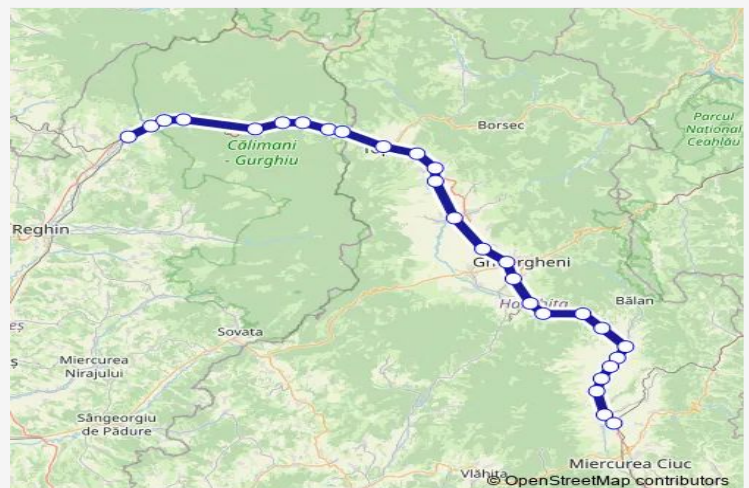 Parcul
Național
Ceahlău
Borsec
Călimani
- Gurghiu
Reghin
Gheorgheni
Harghita
Bălan
Sovata
Miercurea
Nirajului
Sângeorgiu
de Pădure
Miercurea Ciuc
Vlăhița
© OpenStreetMap contributors